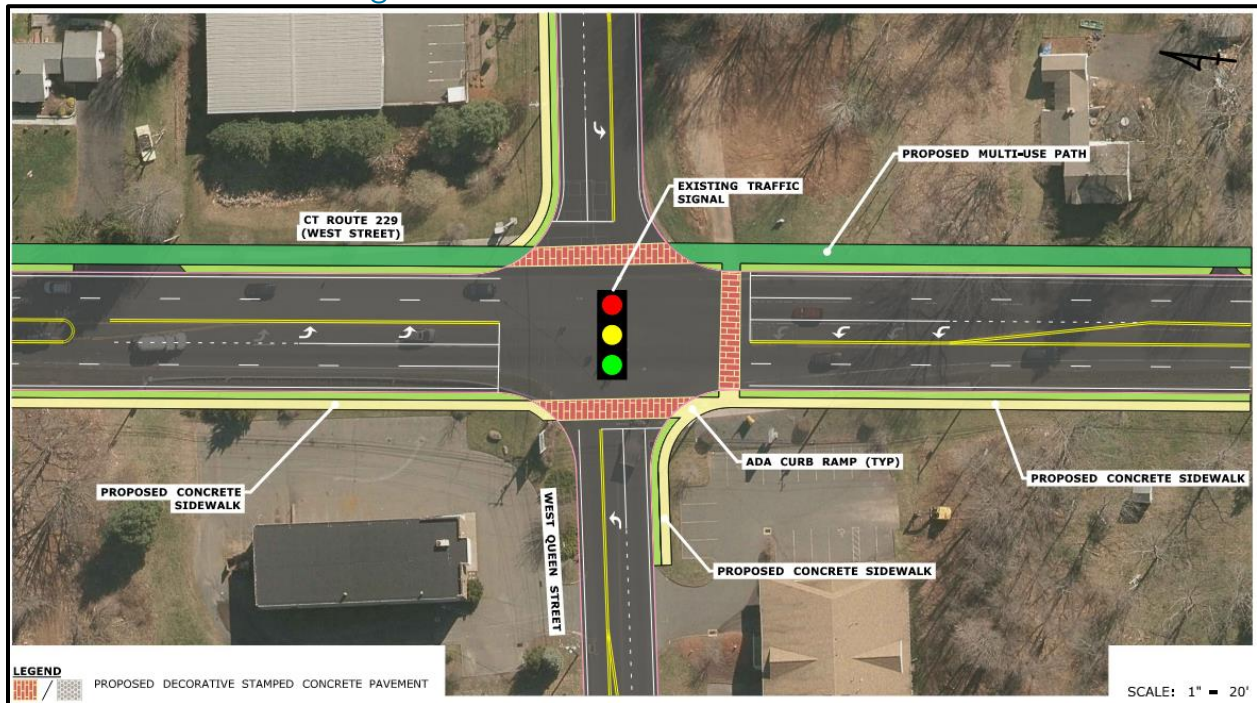 PROPOSED MULTI-USE PATH
EXISTING TRAFFIC
SIGNAL
CT ROUTE 229
(WEST STREET)
ADA CURB RAMP (TYP)
PROPOSED CONCRETE SIDEWALK
PROPOSED CONCRETE
SIDEWALK
WEST QUEEN STREET
PROPOSED CONCRETE SIDEWALK
LEGEND
/ PROPOSED DECORATIVE STAMPED CONCRETE PAVEMENT
SCALE: 1" = 20'